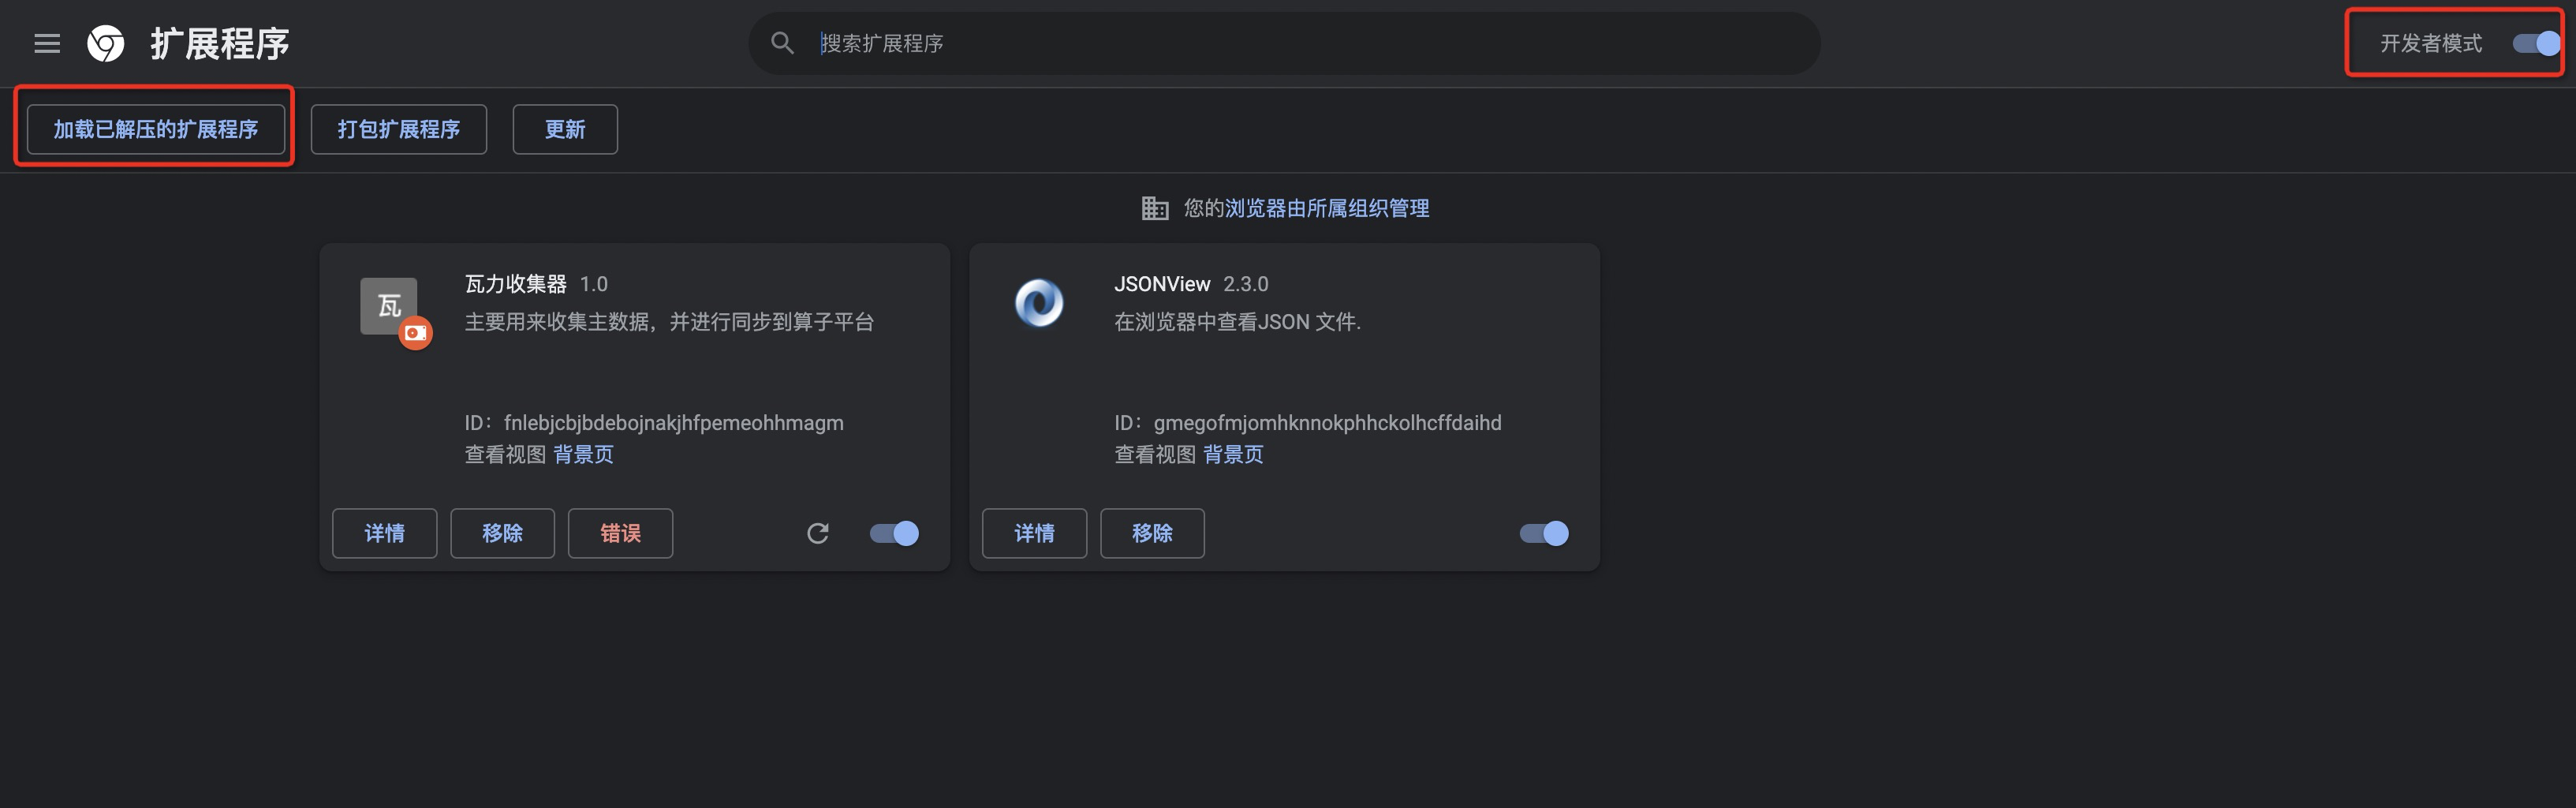 扩展程序
搜索扩展程序
开发者模式
加载已解压的扩展程序
打包扩展程序
更新
您的浏览器由所属组织管理
瓦
瓦力收集器 1.0
主要用来收集主数据，并进行同步到算子平台
ID：fnlebjcbjbdebojnakjhfpemeohhmagm
查看视图 背景页
详情
移除
错误
JSONView 2.3.0
在浏览器中查看JSON 文件.
ID：gmegofmjomhknnokphhckolhcffdaihd
查看视图 背景页
详情
移除